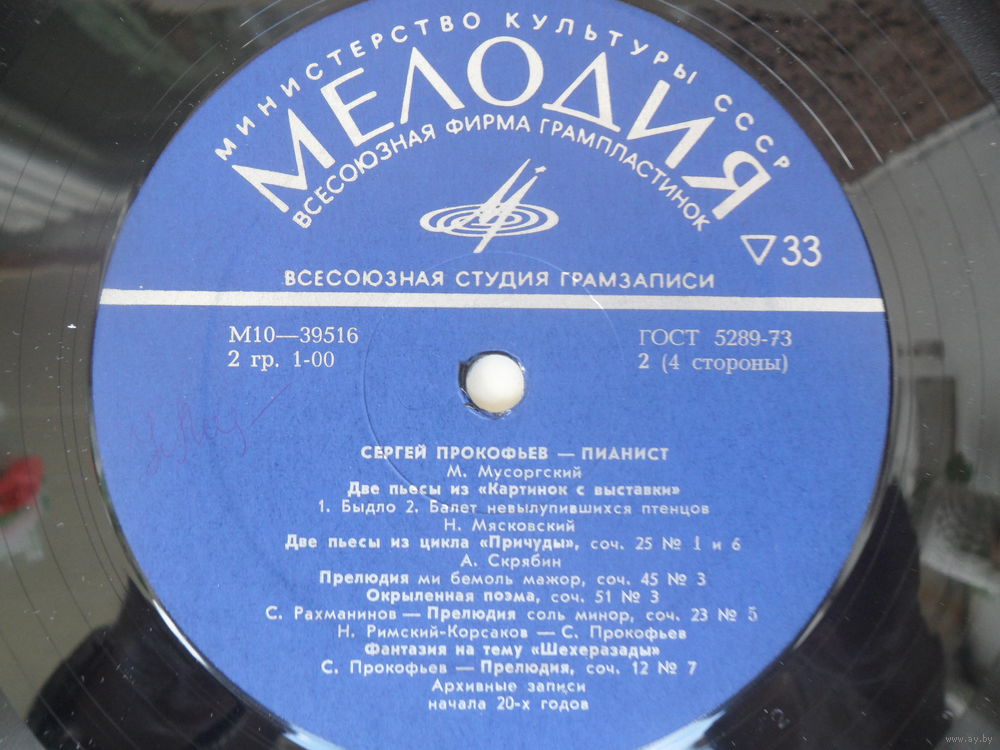 МИНИСТЕРСТВО КУЛЬТУРЫ СССР
МЕЛОДИЯ
ВСЕСОЮЗНАЯ ФИРМА ГРАМПЛАСТИНОК
▽33
ВСЕСОЮЗНАЯ СТУДИЯ ГРАМЗАПИСИ
М10—39516
2 гр. 1-00
ГОСТ 5289-73
2 (4 стороны)
СЕРГЕЙ ПРОКОФЬЕВ — ПИАНИСТ
М. Мусоргский
Две пьесы из «Картинок с выставки»
1. Быдло 2. Балет невылупившихся птенцов
Н. Мясковский
Две пьесы из цикла «Причуды», соч. 25 № 1 и 6
А. Скрябин
Прелюдия ми бемоль мажор, соч. 45 № 3
Окрыленная поэма, соч. 51 № 3
С. Рахманинов — Прелюдия соль минор, соч. 23 № 5
Н. Римский-Корсаков — С. Прокофьев
Фантазия на тему «Шехеразады»
С. Прокофьев — Прелюдия, соч. 12 № 7
Архивные записи
начала 20-х годов
www.ay.by